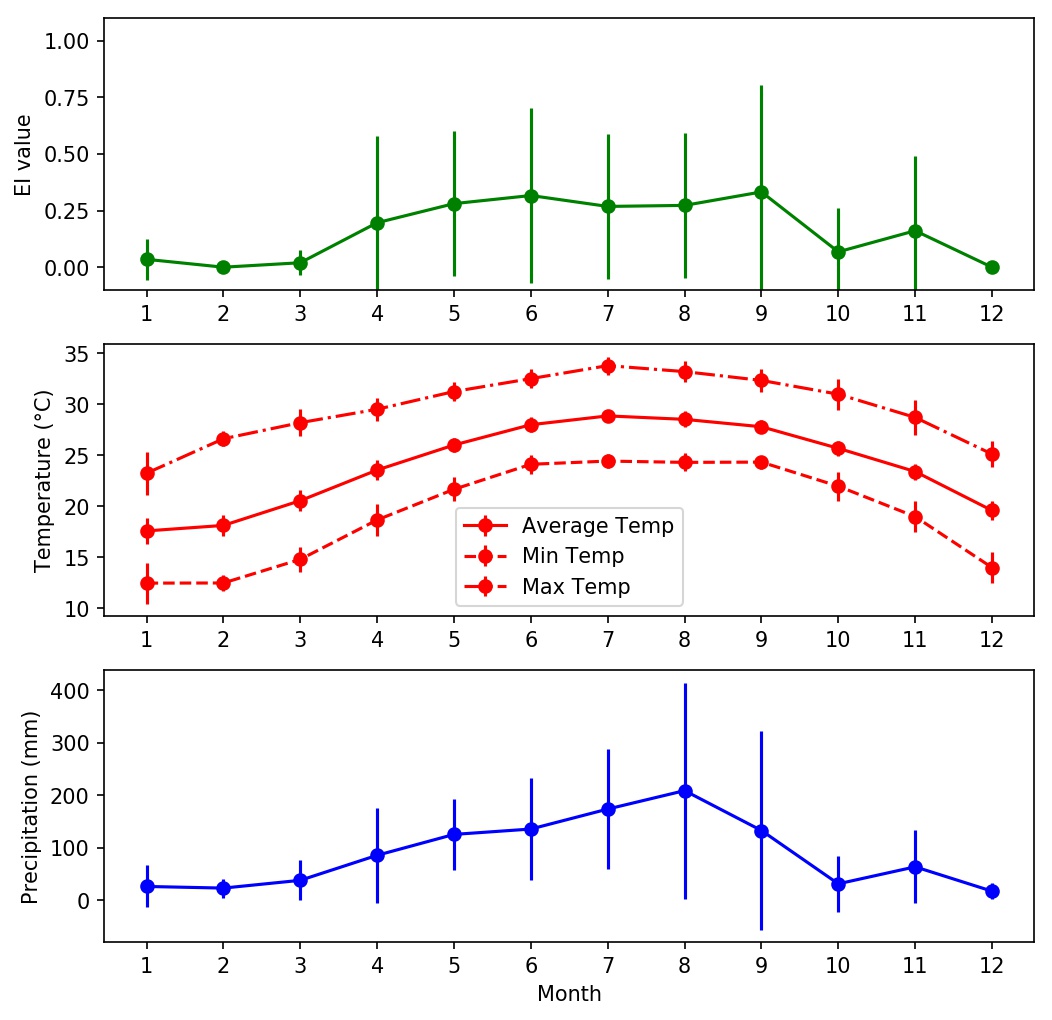 1.00
0.75
0.50
0.25
0.00
EI value
1 2 3 4 5 6 7 8 9 10 11 12
35
30
25
20
15
10
Temperature (°C)
Average Temp
Min Temp
Max Temp
1 2 3 4 5 6 7 8 9 10 11 12
400
300
200
100
0
Precipitation (mm)
1 2 3 4 5 6 7 8 9 10 11 12
Month